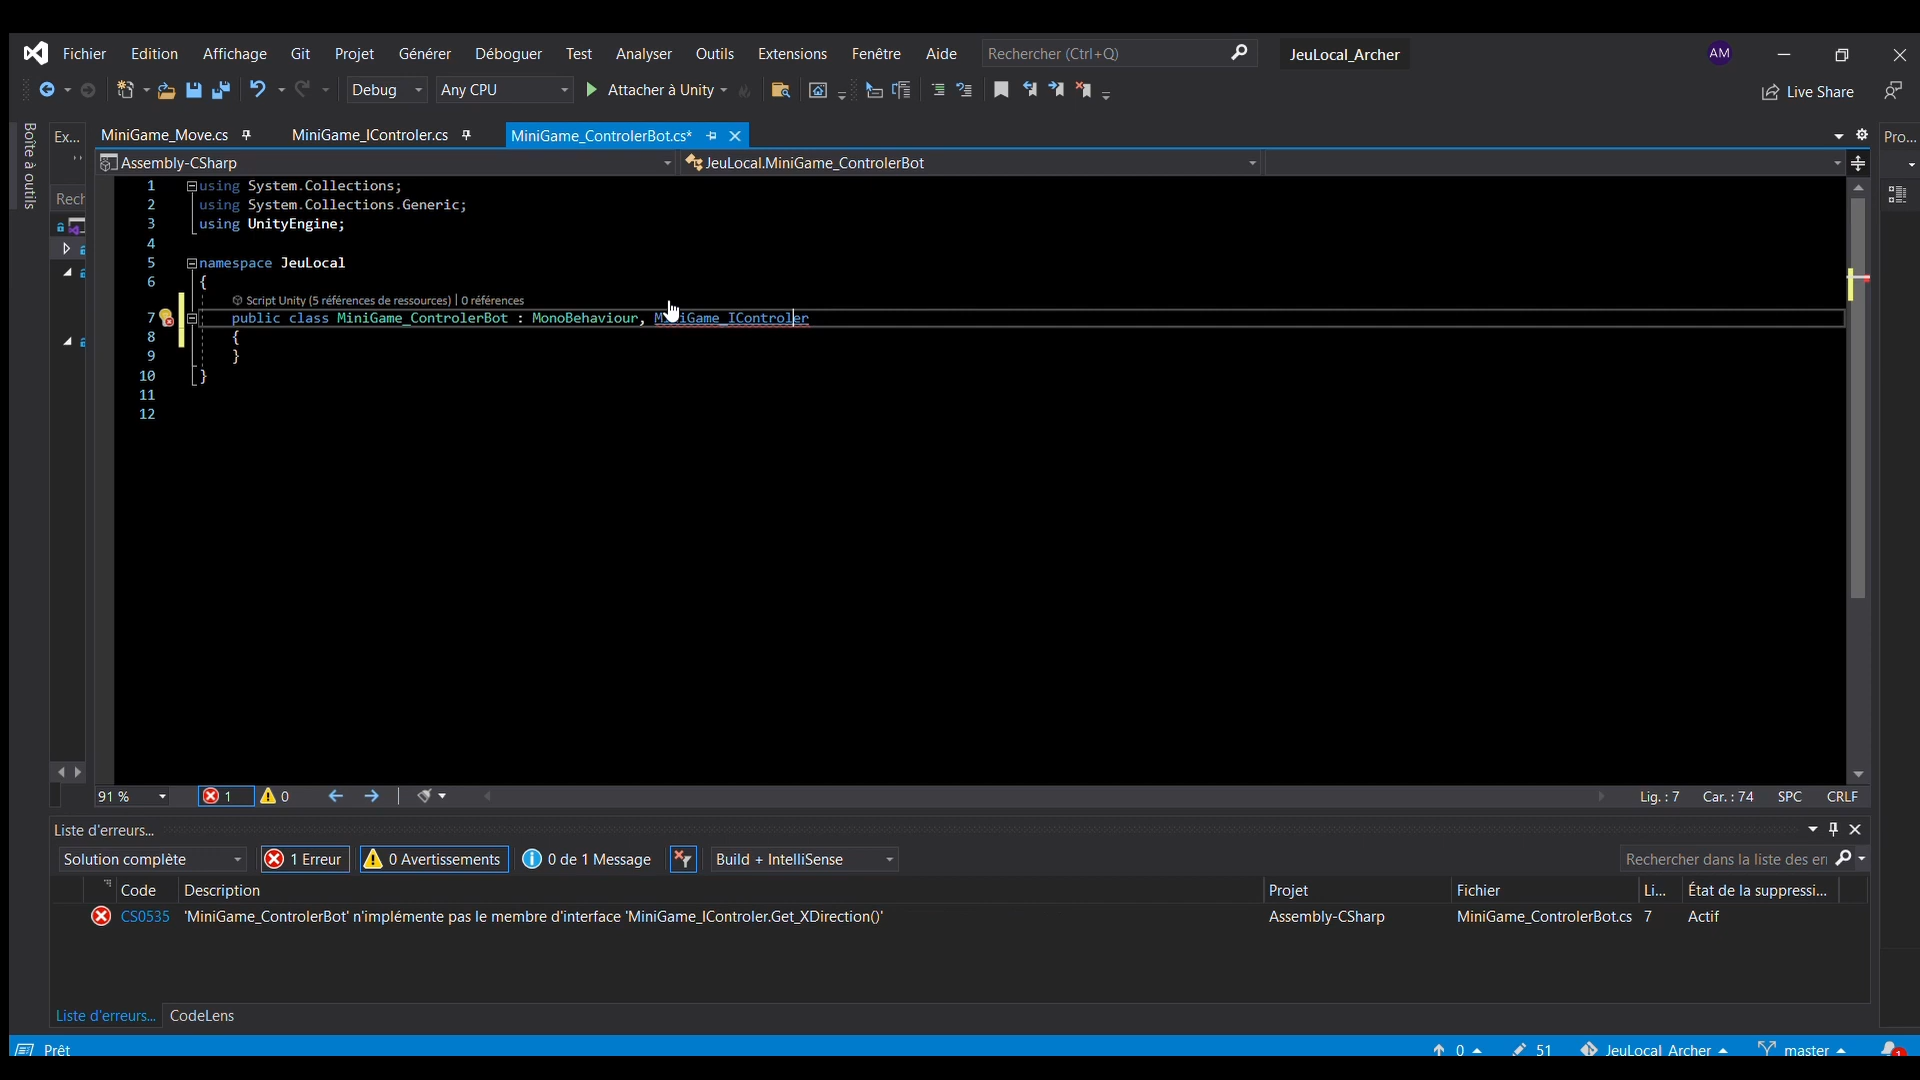 Fichier Edition Affichage Git Projet Générer Déboguer Test Analyser Outils Extensions Fenêtre Aide Rechercher (Ctrl+Q) JeuLocal_Archer AM
Debug Any CPU Attacher à Unity Live Share
Boîte à outils
Ex...
Rech
MiniGame_Move.cs MiniGame_IControler.cs MiniGame_ControlerBot.cs* Pro...
Assembly-CSharp JeuLocal.MiniGame_ControlerBot
1 using System.Collections;
2 using System.Collections.Generic;
3 using UnityEngine;
4
5 namespace JeuLocal
6 {
Script Unity (5 références de ressources) | 0 références
7 public class MiniGame_ControlerBot : MonoBehaviour, MiniGame_IControler
8 {
9 }
10 }
11
12
91 % 1 0 Lig. : 7 Car. : 74 SPC CRLF
Liste d'erreurs...
Solution complète 1 Erreur 0 Avertissements 0 de 1 Message Build + IntelliSense Rechercher dans la liste des er
Code Description Projet Fichier Li... État de la suppressi...
CS0535 'MiniGame_ControlerBot' n'implémente pas le membre d'interface 'MiniGame_IControler.Get_XDirection()' Assembly-CSharp MiniGame_ControlerBot.cs 7 Actif
Liste d'erreurs... CodeLens
Prêt 0 51 JeuLocal Archer master 1